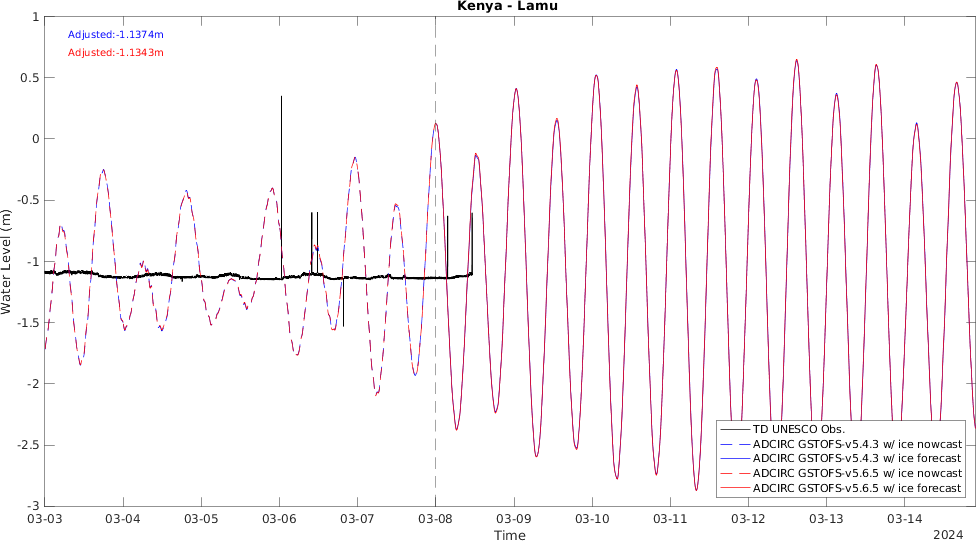 Kenya - Lamu
Adjusted:-1.1374m
Adjusted:-1.1343m
1
0.5
0
-0.5
-1
-1.5
-2
-2.5
-3
Water Level (m)
TD UNESCO Obs.
ADCIRC GSTOFS-v5.4.3 w/ ice nowcast
ADCIRC GSTOFS-v5.4.3 w/ ice forecast
ADCIRC GSTOFS-v5.6.5 w/ ice nowcast
ADCIRC GSTOFS-v5.6.5 w/ ice forecast
03-03 03-04 03-05 03-06 03-07 03-08 03-09 03-10 03-11 03-12 03-13 03-14
Time
2024